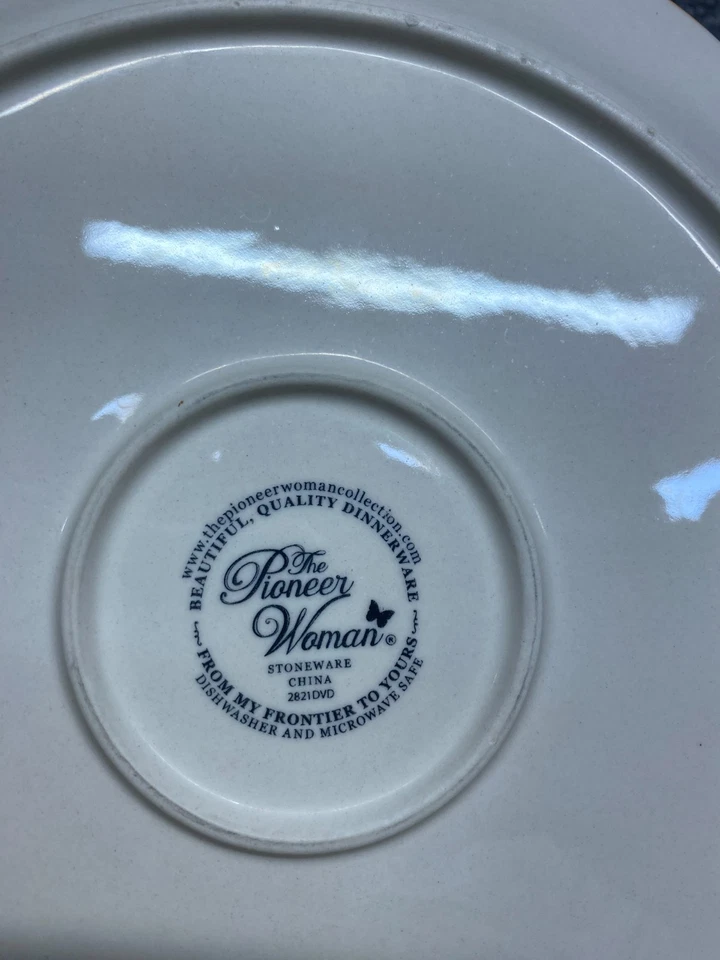 www.thepioneerwomancollection.com
BEAUTIFUL, QUALITY DINNERWARE
The
Pioneer
Woman®
STONEWARE
CHINA
2821DVD
FROM MY FRONTIER TO YOURS
DISHWASHER AND MICROWAVE SAFE